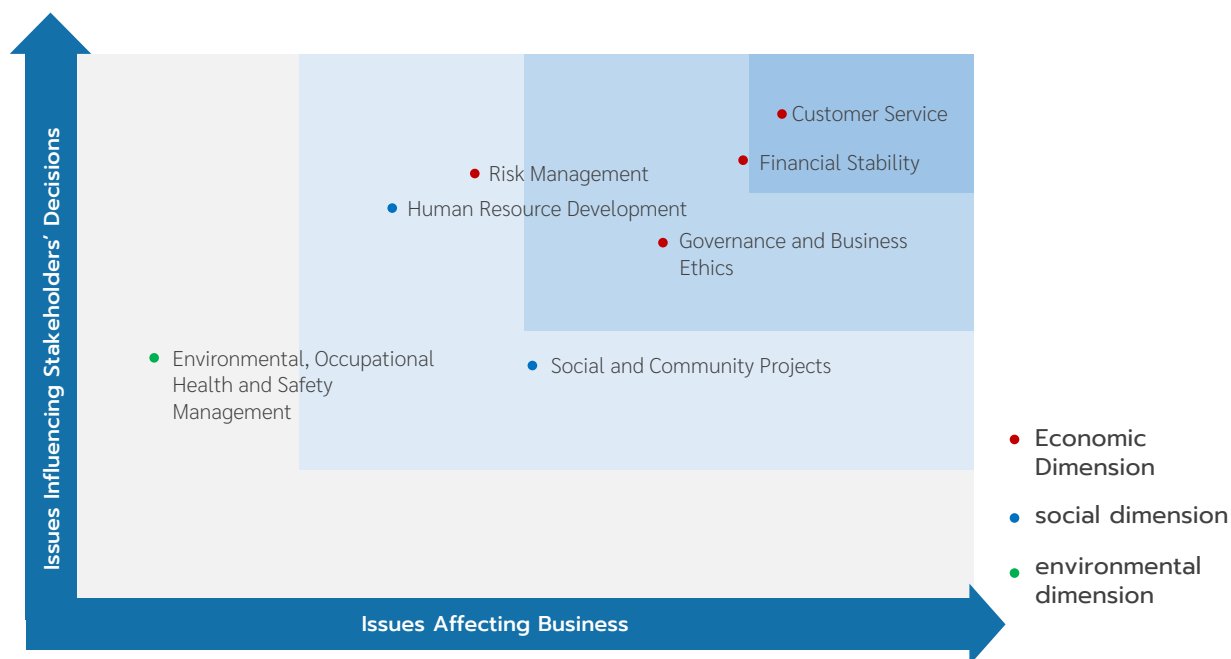 Issues Influencing Stakeholders' Decisions
Customer Service
Financial Stability
Risk Management
Human Resource Development
Governance and Business
Ethics
Environmental, Occupational
Health and Safety
Management
Social and Community Projects
Economic
Dimension
social dimension
environmental
dimension
Issues Affecting Business